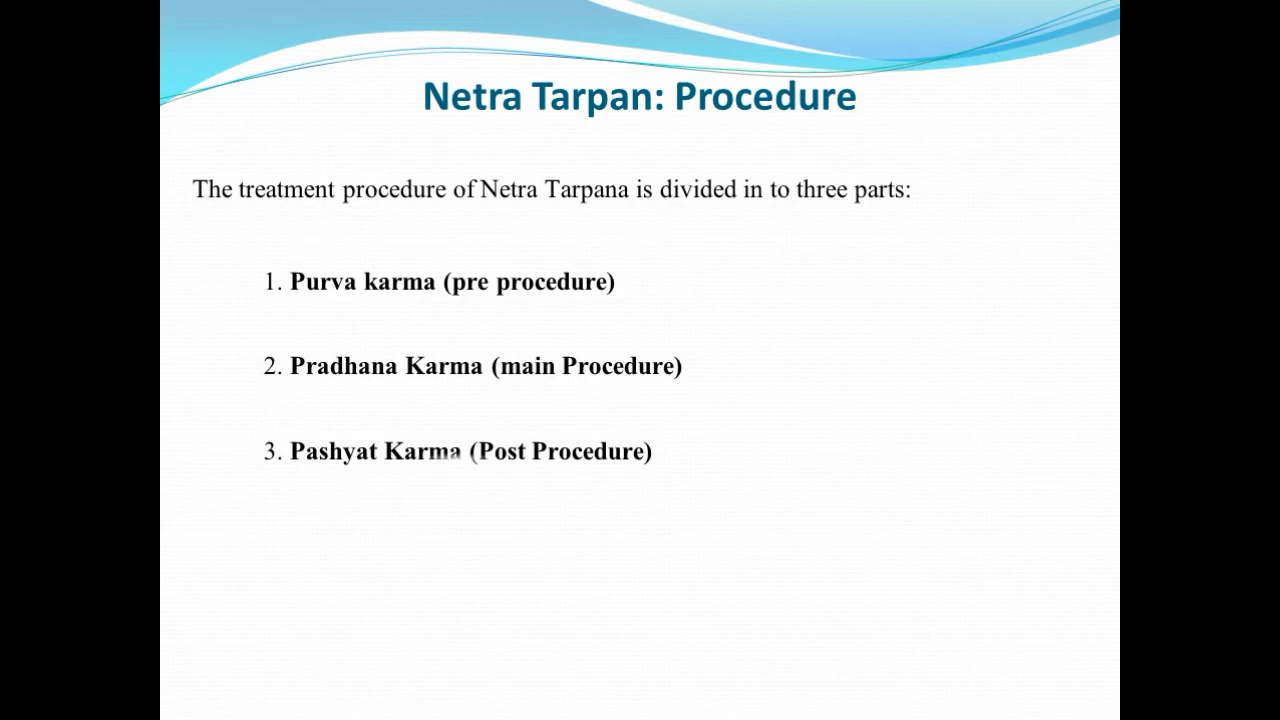 Netra Tarpan: Procedure
The treatment procedure of Netra Tarpana is divided in to three parts:
1. Purva karma (pre procedure)
2. Pradhana Karma (main Procedure)
3. Pashyat Karma (Post Procedure)